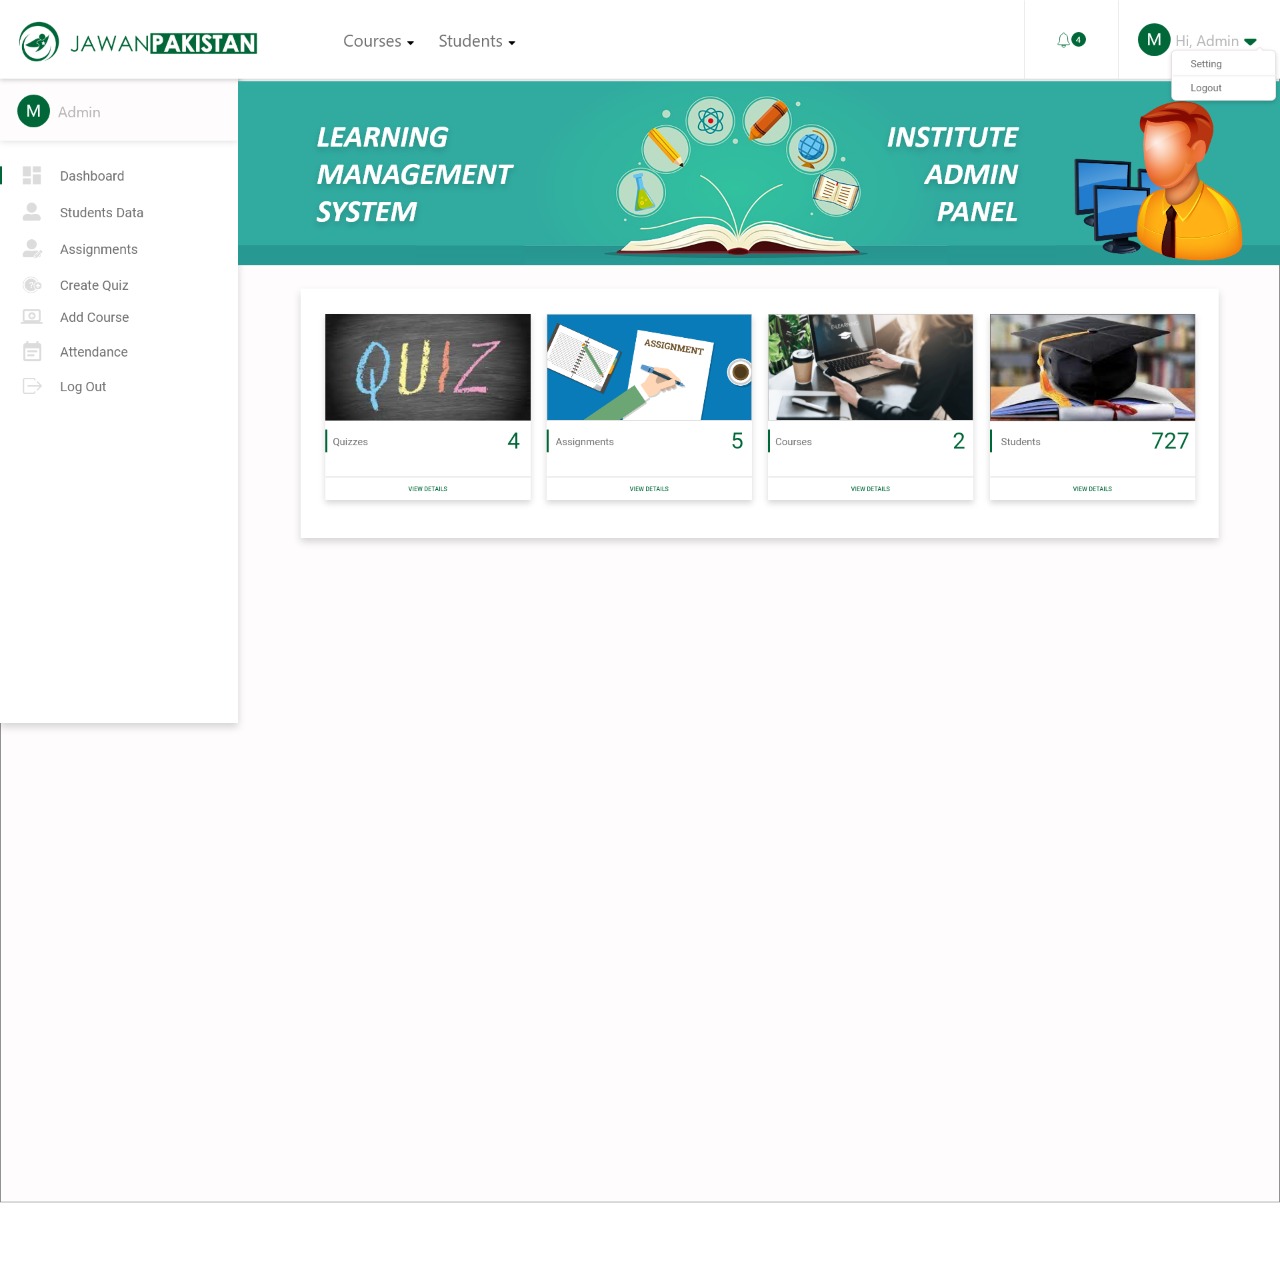 JAWANPAKISTAN
Courses
Students
4
M
Hi, Admin
Setting
Logout
M
Admin
Dashboard
Students Data
Assignments
Create Quiz
Add Course
Attendance
Log Out
LEARNING
MANAGEMENT
SYSTEM
INSTITUTE
ADMIN
PANEL
QUIZ
Quizzes 4
VIEW DETAILS
ASSIGNMENT
Assignments 5
VIEW DETAILS
E-LEARNING
Courses 2
VIEW DETAILS
Students 727
VIEW DETAILS